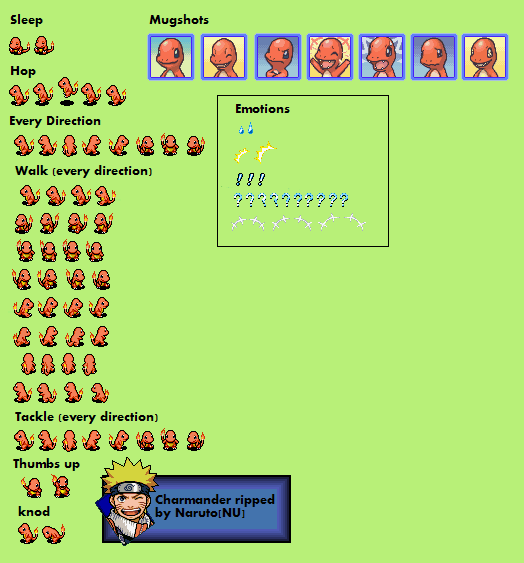 Sleep
Mugshots
Hop
Emotions
Every Direction
! ! !
? ? ? ? ? ? ? ? ? ?
Walk (every direction)
Tackle (every direction)
Thumbs up
Charmander ripped
by Naruto[NU]
knod